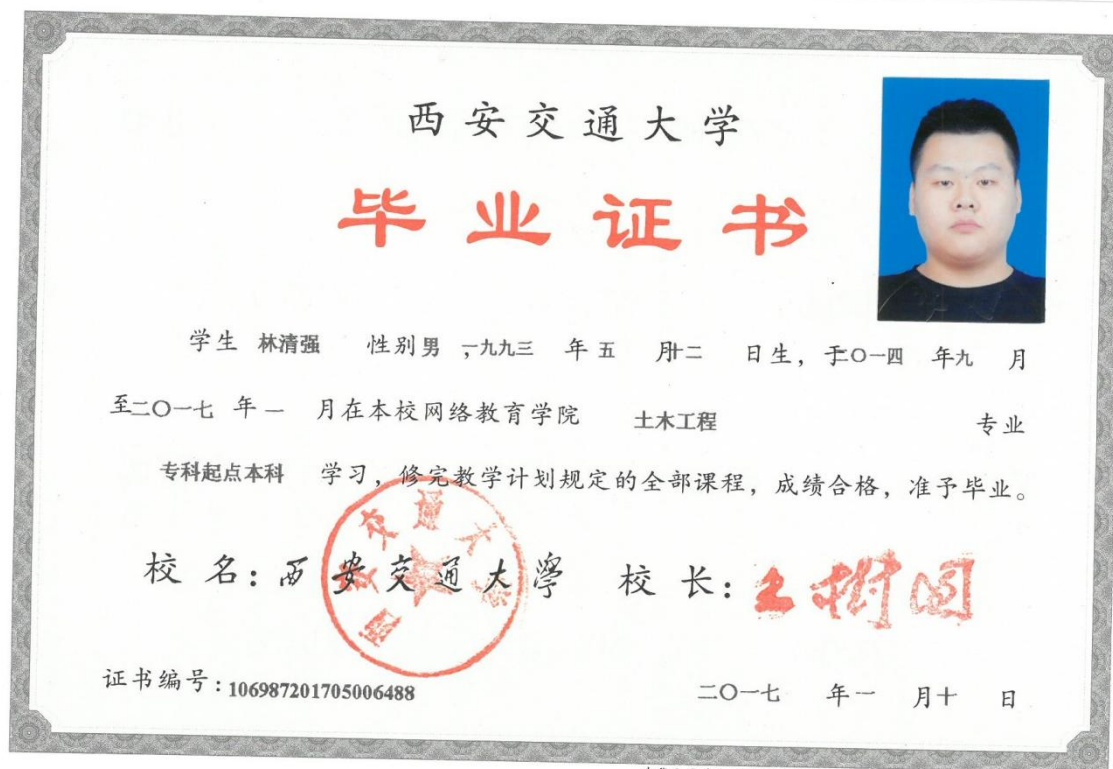 西安交通大学
毕业证书
学生 林清强 性别 男 ,一九九三 年 五 月十二 日生，于二〇一四 年九 月
至二〇一七 年 一 月在本校网络教育学院 土木工程 专业
专科起点本科 学习，修完教学计划规定的全部课程，成绩合格，准予毕业。
校 名：西安交通大學 校 长：王树国
西安交通大学
证书编号：106987201705006488
二〇一七 年一 月十 日